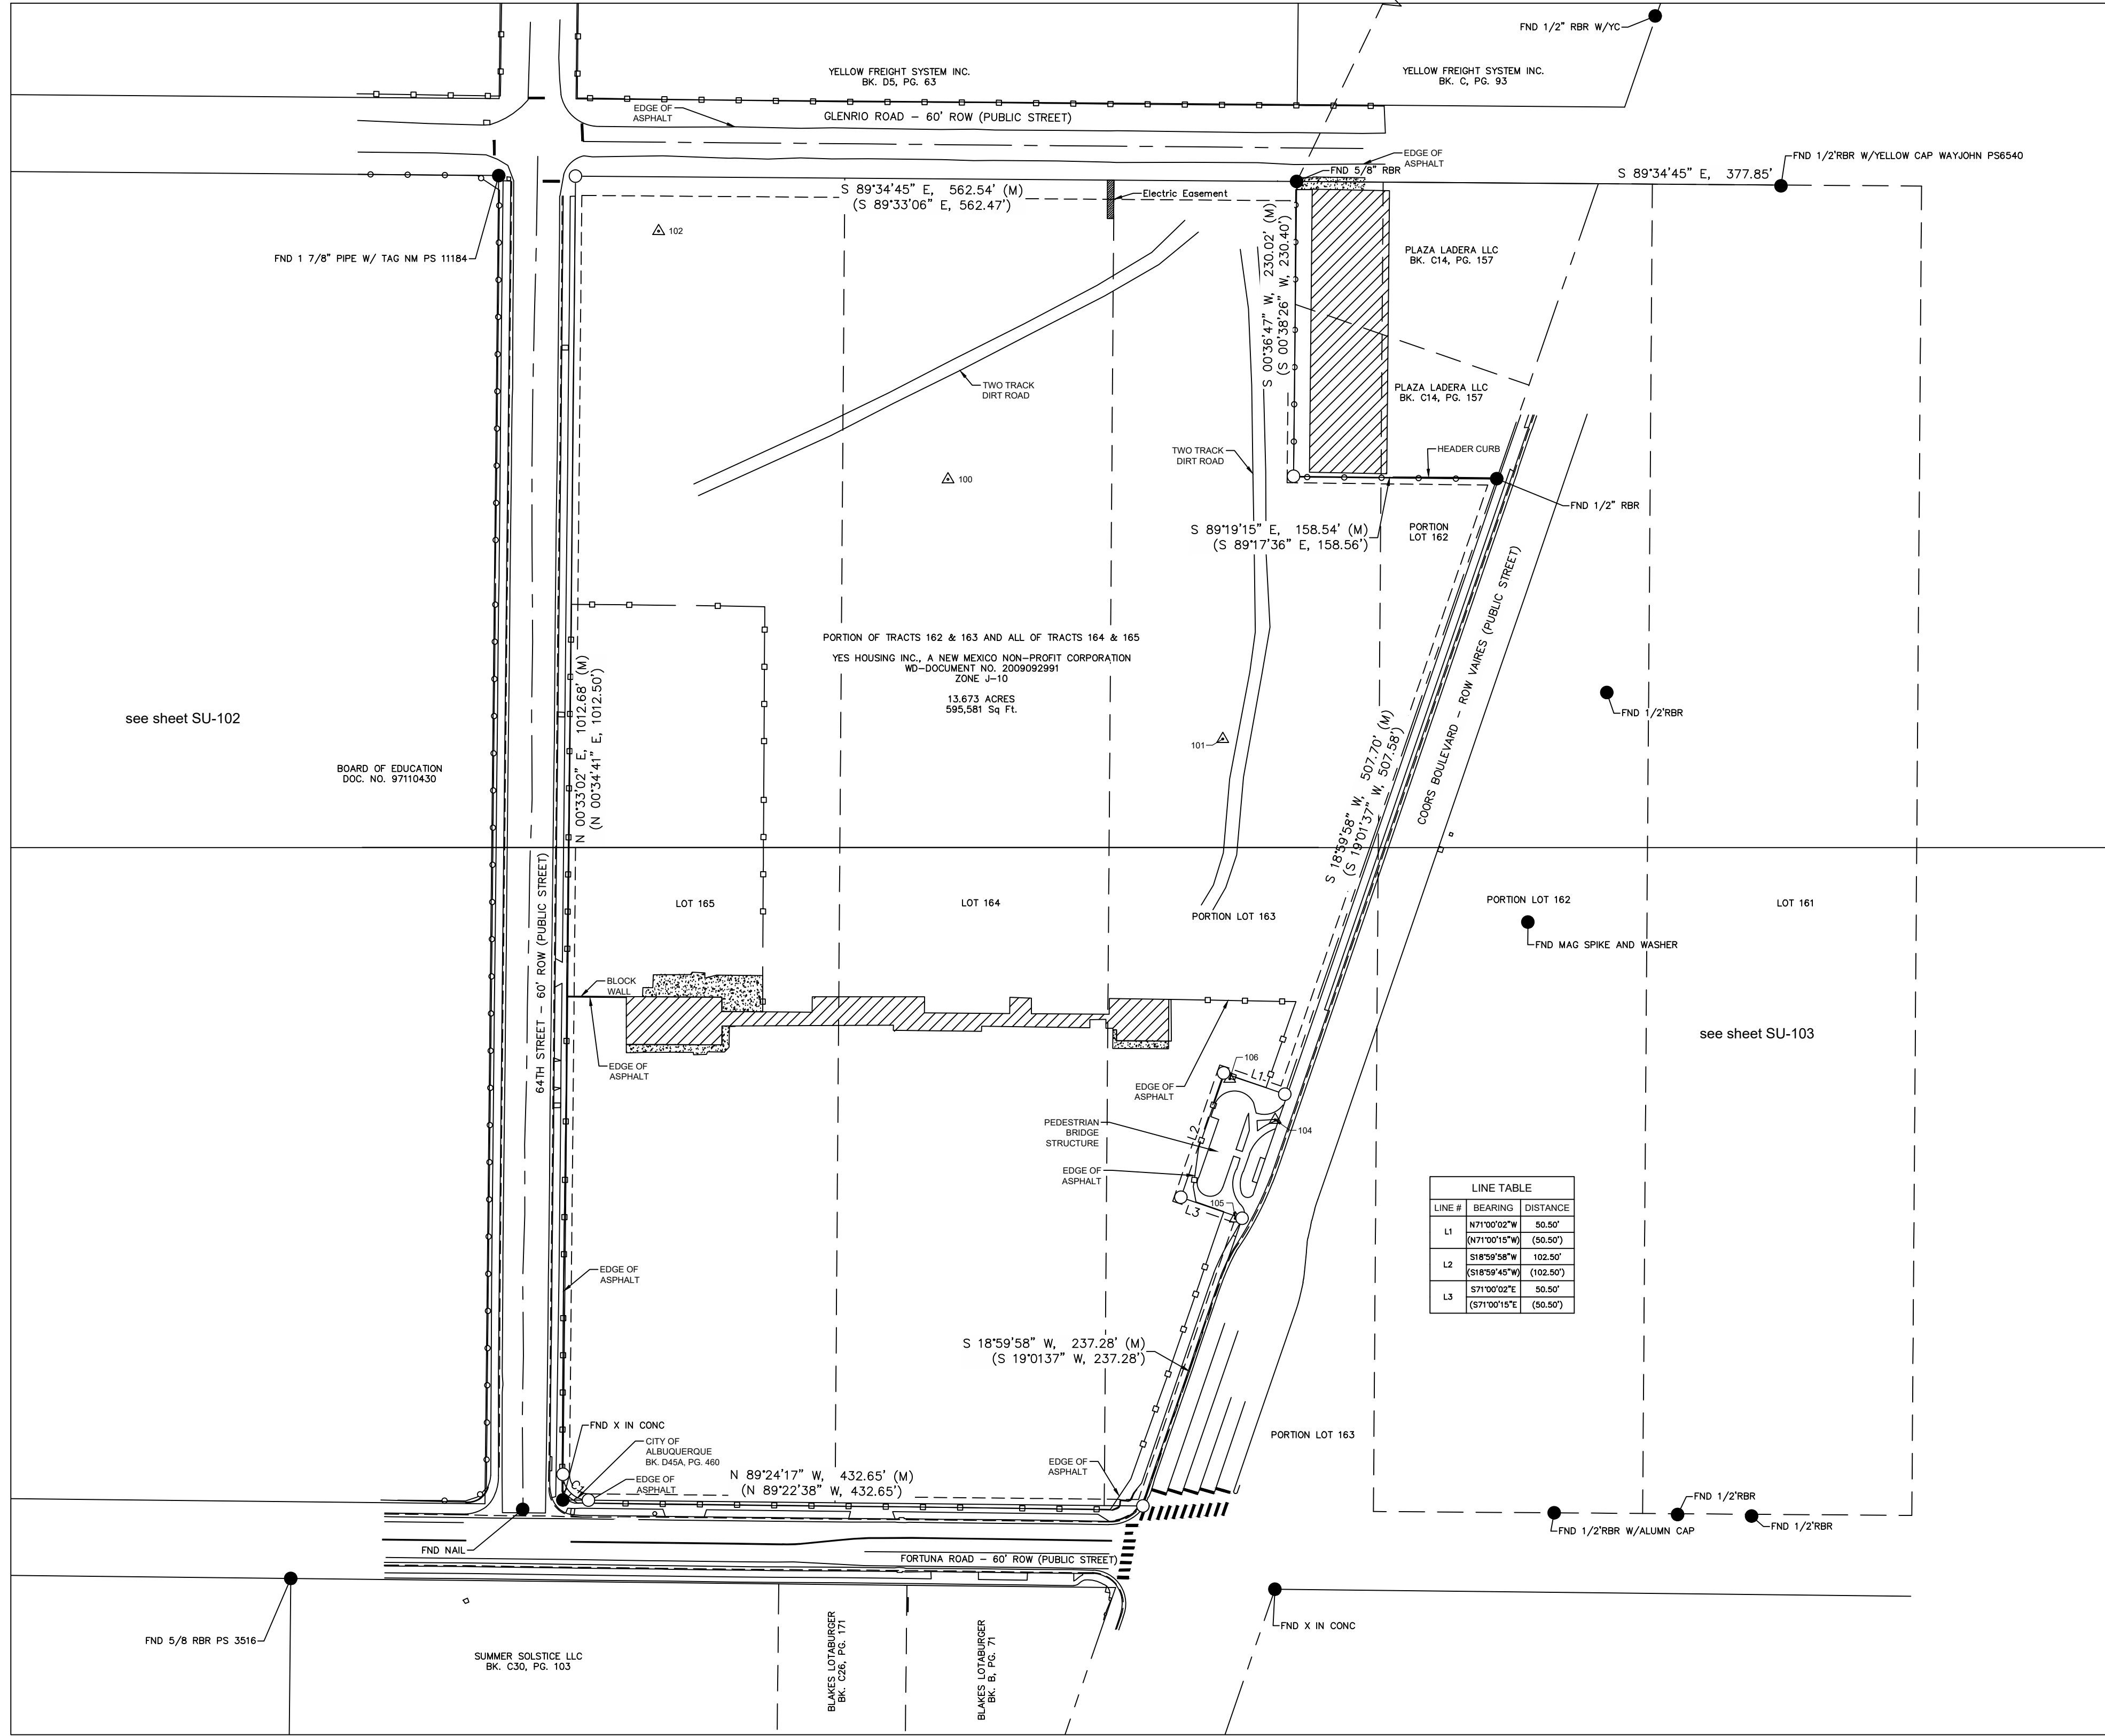 FND 1/2" RBR W/YC
YELLOW FREIGHT SYSTEM INC.
BK. D5, PG. 63
YELLOW FREIGHT SYSTEM INC.
BK. C, PG. 93
EDGE OF
ASPHALT
GLENRIO ROAD – 60' ROW (PUBLIC STREET)
EDGE OF
ASPHALT
FND 1/2'RBR W/YELLOW CAP WAYJOHN PS6540
FND 5/8" RBR
S 89°34'45" E, 377.85'
S 89°34'45" E, 562.54' (M)
(S 89°33'06" E, 562.47')
Electric Easement
102
FND 1 7/8" PIPE W/ TAG NM PS 11184
S 00°36'47" W, 230.02' (M)
(S 00°38'26" W, 230.40')
PLAZA LADERA LLC
BK. C14, PG. 157
TWO TRACK
DIRT ROAD
PLAZA LADERA LLC
BK. C14, PG. 157
TWO TRACK
DIRT ROAD
HEADER CURB
100
FND 1/2" RBR
S 89°19'15" E, 158.54' (M)
(S 89°17'36" E, 158.56')
PORTION
LOT 162
PORTION OF TRACTS 162 & 163 AND ALL OF TRACTS 164 & 165
YES HOUSING INC., A NEW MEXICO NON–PROFIT CORPORATION
WD–DOCUMENT NO. 2009092991
ZONE J–10
13.673 ACRES
595,581 Sq Ft.
N 00°33'02" E, 1012.68' (M)
(N 00°34'41" E, 1012.50')
COORS BOULEVARD – ROW VAIRES (PUBLIC STREET)
see sheet SU-102
FND 1/2'RBR
101
BOARD OF EDUCATION
DOC. NO. 97110430
S 18°59'58" W, 507.70' (M)
(S 19°01'37" W, 507.58')
64TH STREET – 60' ROW (PUBLIC STREET)
LOT 165
LOT 164
PORTION LOT 163
PORTION LOT 162
LOT 161
FND MAG SPIKE AND WASHER
BLOCK
WALL
see sheet SU-103
EDGE OF
ASPHALT
106
L1
EDGE OF
ASPHALT
PEDESTRIAN
BRIDGE
STRUCTURE
104
L2
EDGE OF
ASPHALT
105
L3
LINE TABLE
LINE # BEARING DISTANCE
L1 N71°00'02"W 50.50'
(N71°00'15"W) (50.50')
L2 S18°59'58"W 102.50'
(S18°59'45"W) (102.50')
L3 S71°00'02"E 50.50'
(S71°00'15"E (50.50')
EDGE OF
ASPHALT
S 18°59'58" W, 237.28' (M)
(S 19°0137" W, 237.28')
FND X IN CONC
CITY OF
ALBUQUERQUE
BK. D45A, PG. 460
EDGE OF
ASPHALT
C1
N 89°24'17" W, 432.65' (M)
(N 89°22'38" W, 432.65')
EDGE OF
ASPHALT
PORTION LOT 163
FND 1/2'RBR
FND 1/2'RBR W/ALUMN CAP
FND 1/2'RBR
FND NAIL
FORTUNA ROAD – 60' ROW (PUBLIC STREET)
FND X IN CONC
FND 5/8 RBR PS 3516
SUMMER SOLSTICE LLC
BK. C30, PG. 103
BLAKES LOTABURGER
BK. C26, PG. 171
BLAKES LOTABURGER
BK. B, PG. 71